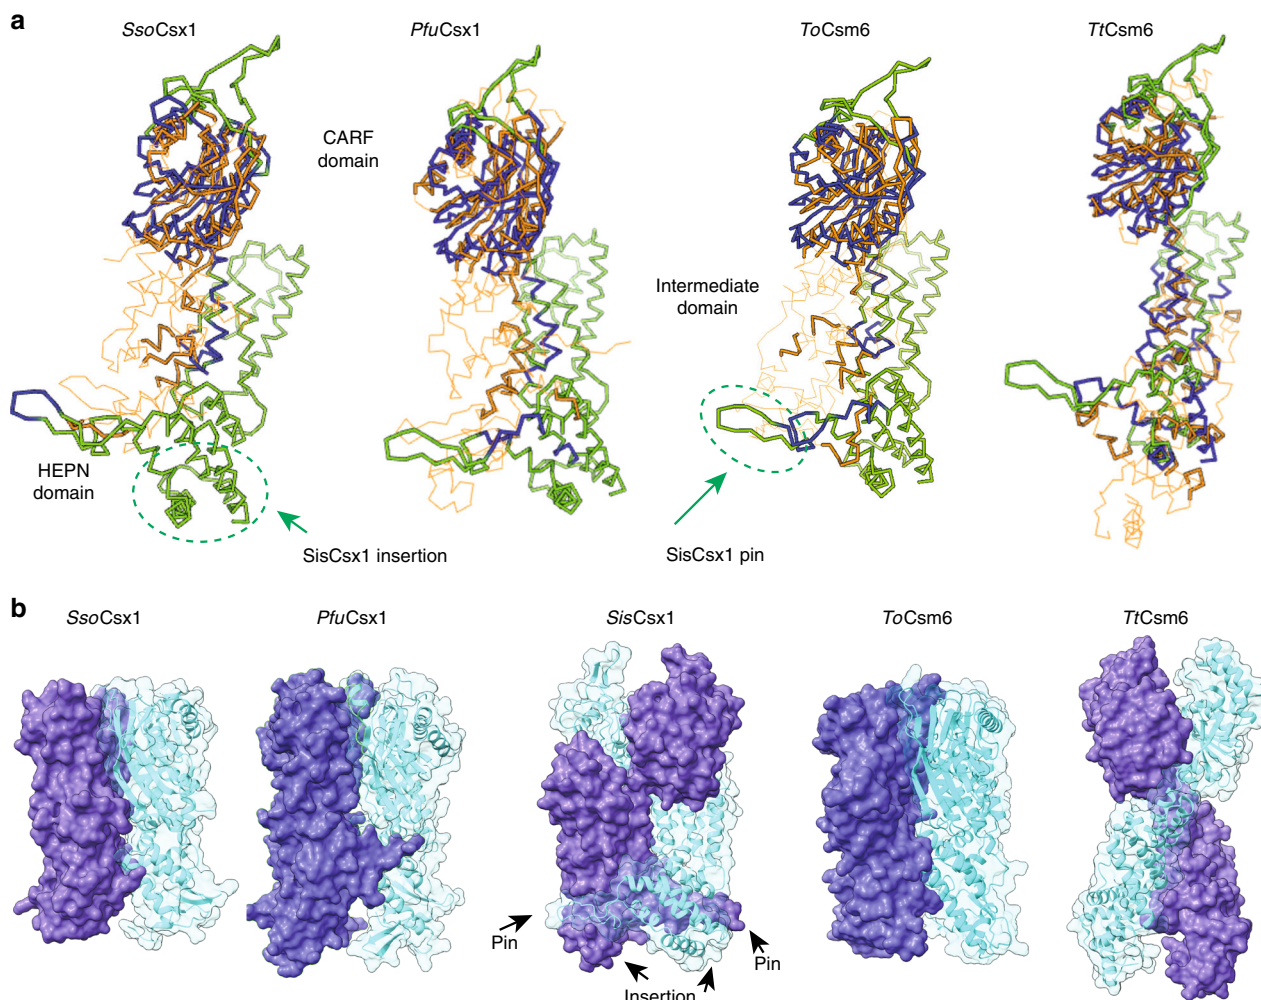 a
SsoCsx1
PfuCsx1
ToCsm6
TtCsm6
CARF
domain
Intermediate
domain
HEPN
domain
SisCsx1 insertion
SisCsx1 pin
b
SsoCsx1
PfuCsx1
SisCsx1
ToCsm6
TtCsm6
Pin
Pin
Insertion